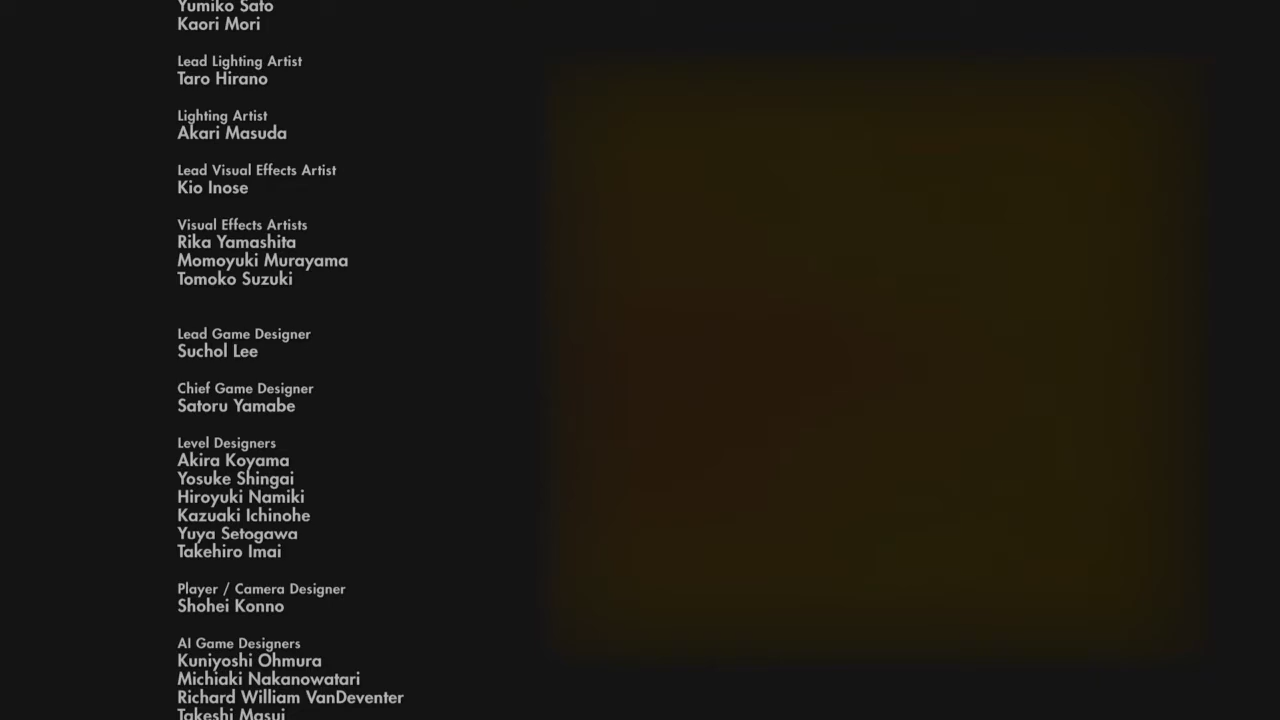 Yumiko Sato
Kaori Mori
Lead Lighting Artist
Taro Hirano
Lighting Artist
Akari Masuda
Lead Visual Effects Artist
Kio Inose
Visual Effects Artists
Rika Yamashita
Momoyuki Murayama
Tomoko Suzuki
Lead Game Designer
Suchol Lee
Chief Game Designer
Satoru Yamabe
Level Designers
Akira Koyama
Yosuke Shingai
Hiroyuki Namiki
Kazuaki Ichinohe
Yuya Setogawa
Takehiro Imai
Player / Camera Designer
Shohei Konno
AI Game Designers
Kuniyoshi Ohmura
Michiaki Nakanowatari
Richard William VanDeventer
Takeshi Masui